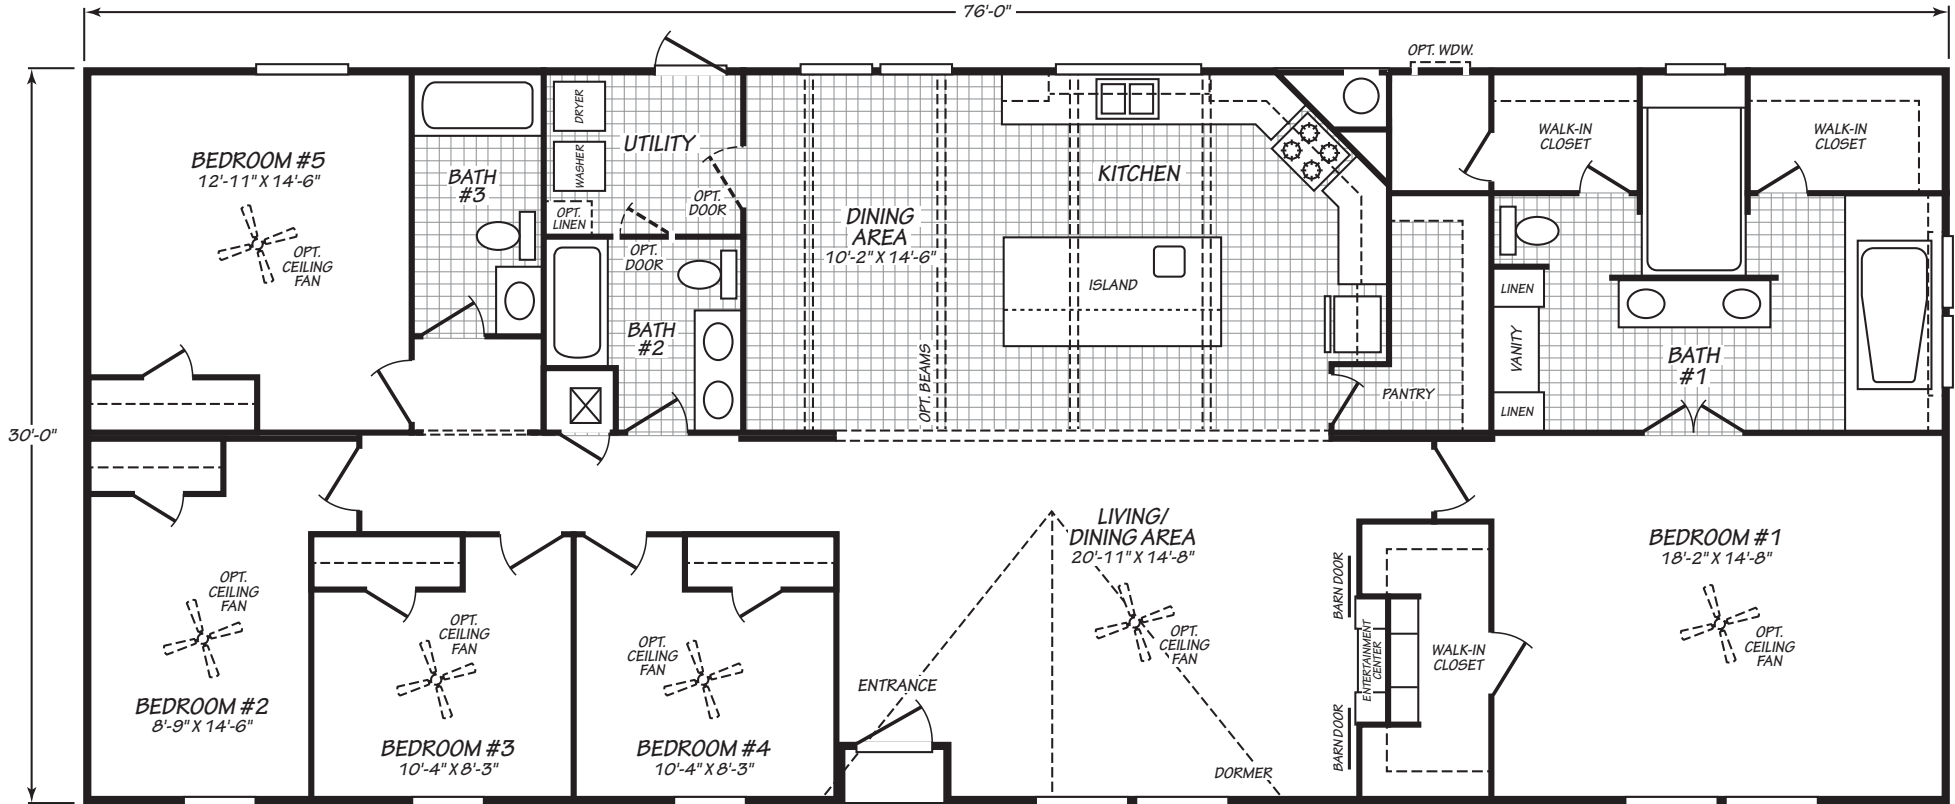 76'-0"
30'-0"
OPT. WDW.
BEDROOM #5
12'-11" X 14'-6"
OPT.
CEILING
FAN
BATH
#3
DRYER
WASHER
UTILITY
OPT.
LINEN
OPT.
DOOR
OPT.
DOOR
BATH
#2
DINING
AREA
10'-2" X 14'-6"
OPT. BEAMS
KITCHEN
ISLAND
PANTRY
WALK-IN
CLOSET
WALK-IN
CLOSET
LINEN
VANITY
LINEN
BATH
#1
BEDROOM #2
8'-9" X 14'-6"
OPT.
CEILING
FAN
BEDROOM #3
10'-4" X 8'-3"
OPT.
CEILING
FAN
BEDROOM #4
10'-4" X 8'-3"
OPT.
CEILING
FAN
ENTRANCE
LIVING/
DINING AREA
20'-11" X 14'-8"
OPT.
CEILING
FAN
DORMER
BARN DOOR
ENTERTAINMENT
CENTER
BARN DOOR
WALK-IN
CLOSET
BEDROOM #1
18'-2" X 14'-8"
OPT.
CEILING
FAN